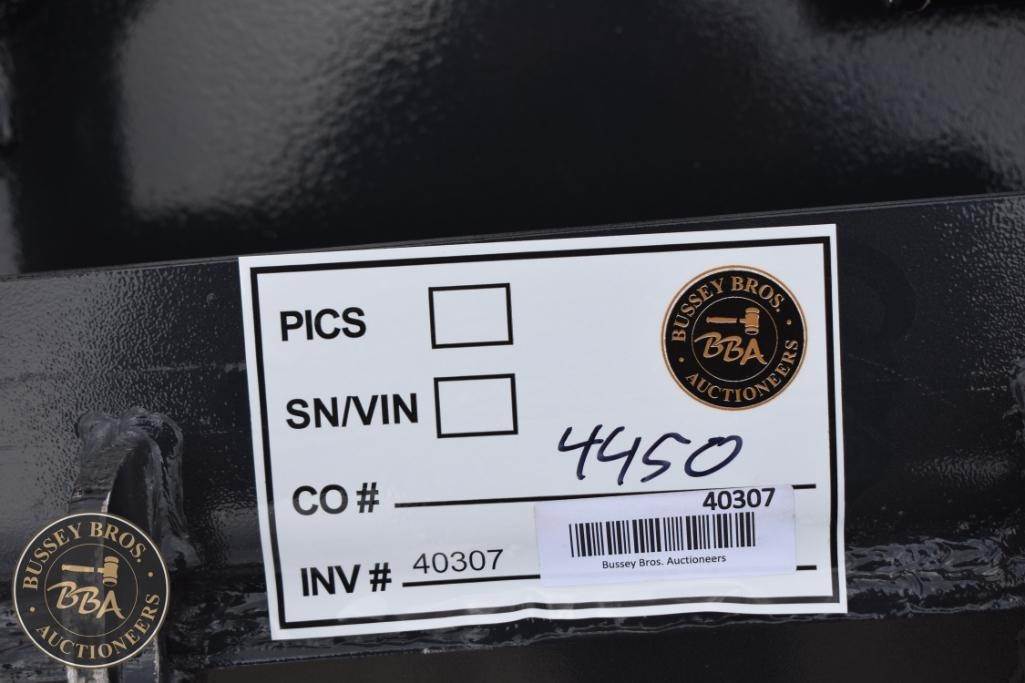 PICS
BUSSEY BROS.
BBA
AUCTIONEERS
SN/VIN
CO # 4450
40307
INV # 40307
Bussey Bros. Auctioneers
BUSSEY BROS.
BBA
AUCTIONEERS